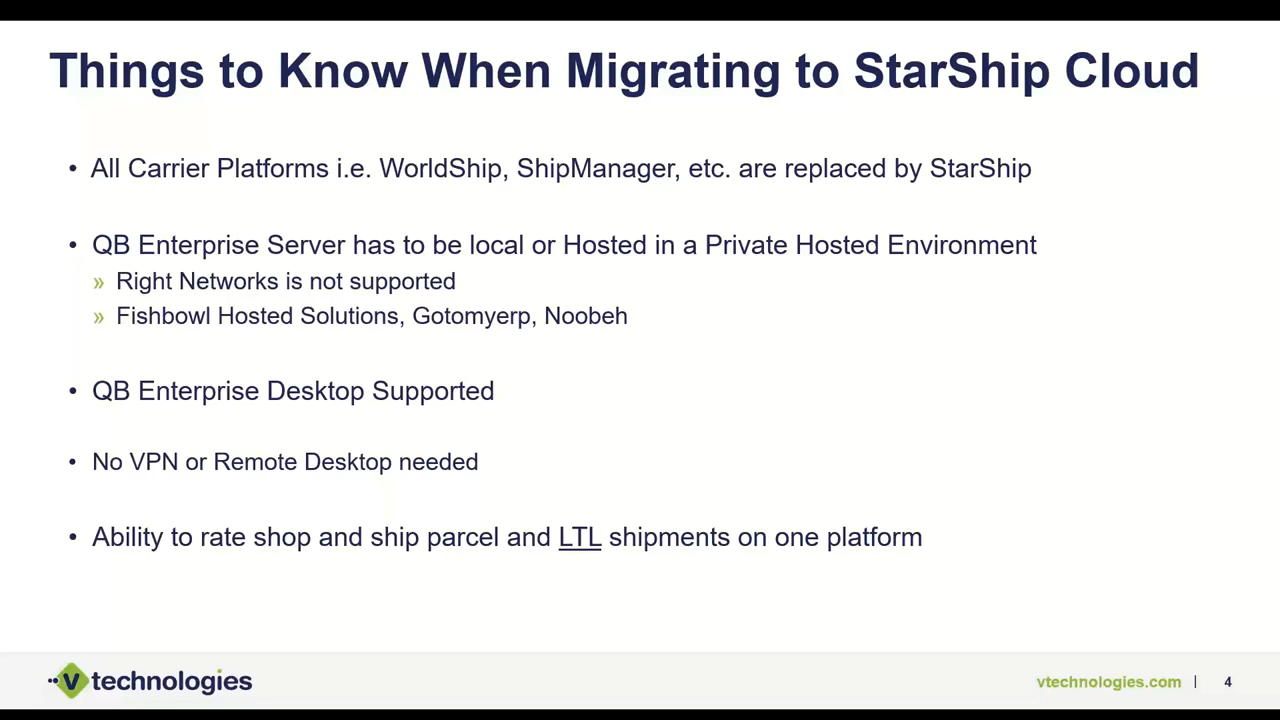 Things to Know When Migrating to StarShip Cloud
• All Carrier Platforms i.e. WorldShip, ShipManager, etc. are replaced by StarShip
• QB Enterprise Server has to be local or Hosted in a Private Hosted Environment
» Right Networks is not supported
» Fishbowl Hosted Solutions, Gotomyerp, Noobeh
• QB Enterprise Desktop Supported
• No VPN or Remote Desktop needed
• Ability to rate shop and ship parcel and LTL shipments on one platform
V technologies
vtechnologies.com | 4